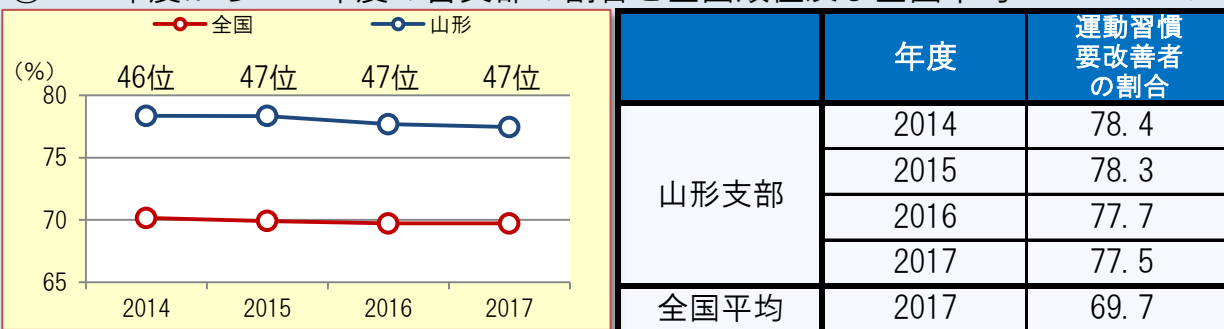 全国 山形
(%)
46位 47位 47位 47位
80
75
70
65
2014 2015 2016 2017
年度 運動習慣
要改善者
の割合
山形支部
2014 78.4
2015 78.3
2016 77.7
2017 77.5
全国平均 2017 69.7